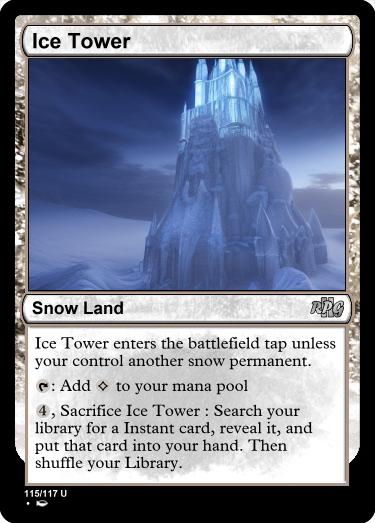 Ice Tower
Snow Land
RPG
Ice Tower enters the battlefield tap unless
your control another snow permanent.
: Add to your mana pool
4, Sacrifice Ice Tower : Search your
library for a Instant card, reveal it, and
put that card into your hand. Then
shuffle your Library.
115/117 U